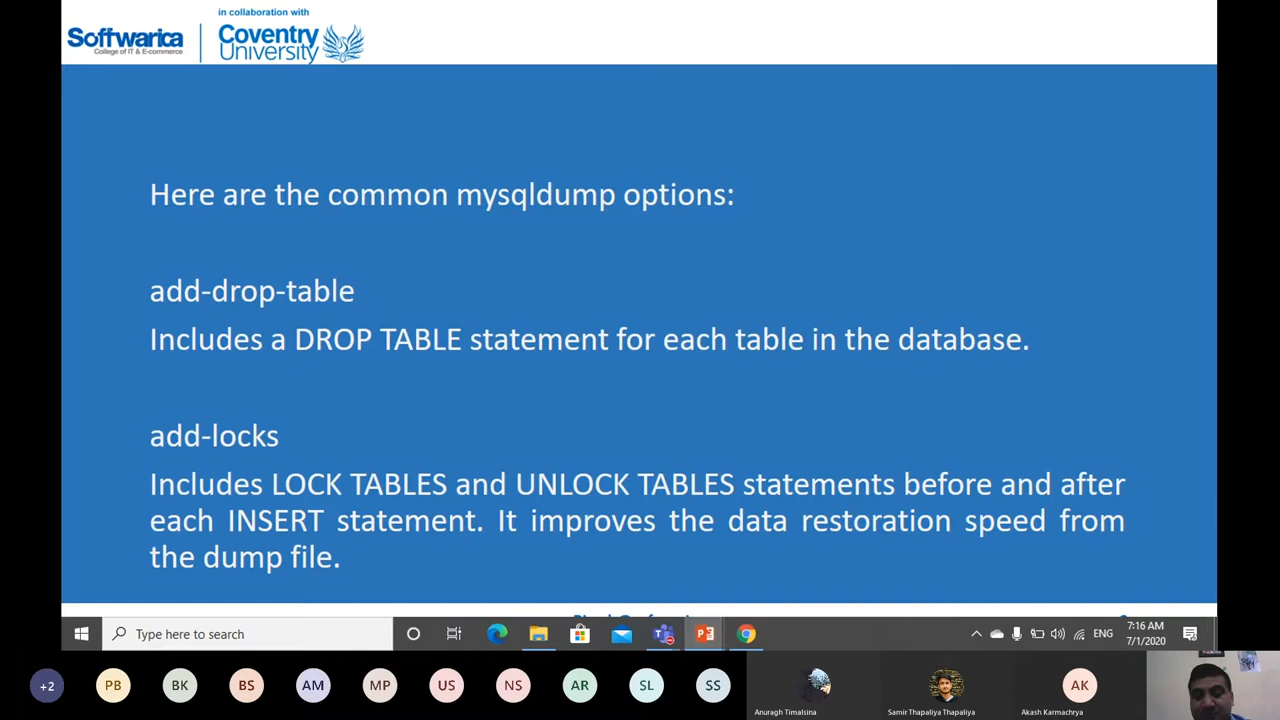 in collaboration with
Softwarica
College of IT & E-commerce
Coventry
University
Here are the common mysqldump options:
add-drop-table
Includes a DROP TABLE statement for each table in the database.
add-locks
Includes LOCK TABLES and UNLOCK TABLES statements before and after
each INSERT statement. It improves the data restoration speed from
the dump file.
Type here to search
ENG
7:16 AM
7/1/2020
+2
PB
BK
BS
AM
MP
US
NS
AR
SL
SS
AK
Anuragh Timalsina
Samir Thapaliya Thapaliya
Akash Karmachrya